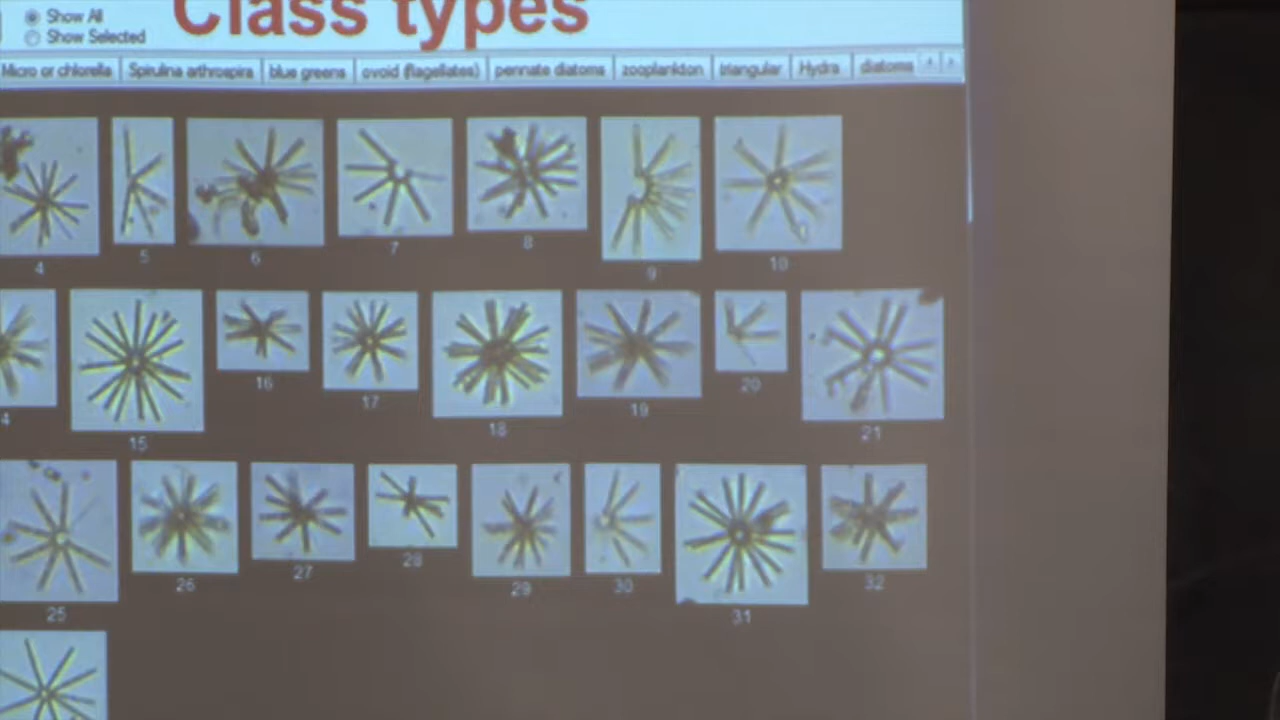 Class types
Show All
Show Selected
Micro or chlorella
Spirulina arthrospira
blue greens
ovoid (flagellates)
pennate diatoms
zooplankton
triangular
Hydra
diatoms
4 5 6 7 8 9 10
4 15 16 17 18 19 20 21
25 26 27 28 29 30 31 32